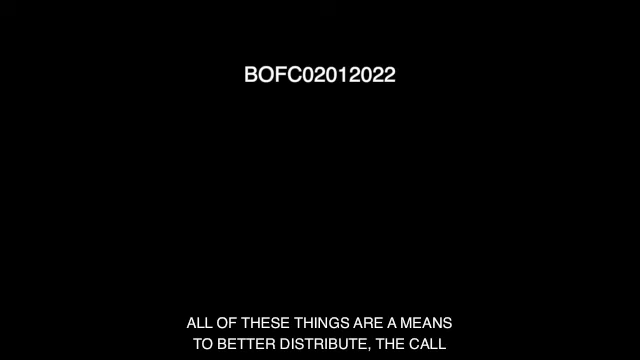 BOFC02012022
ALL OF THESE THINGS ARE A MEANS
TO BETTER DISTRIBUTE, THE CALL